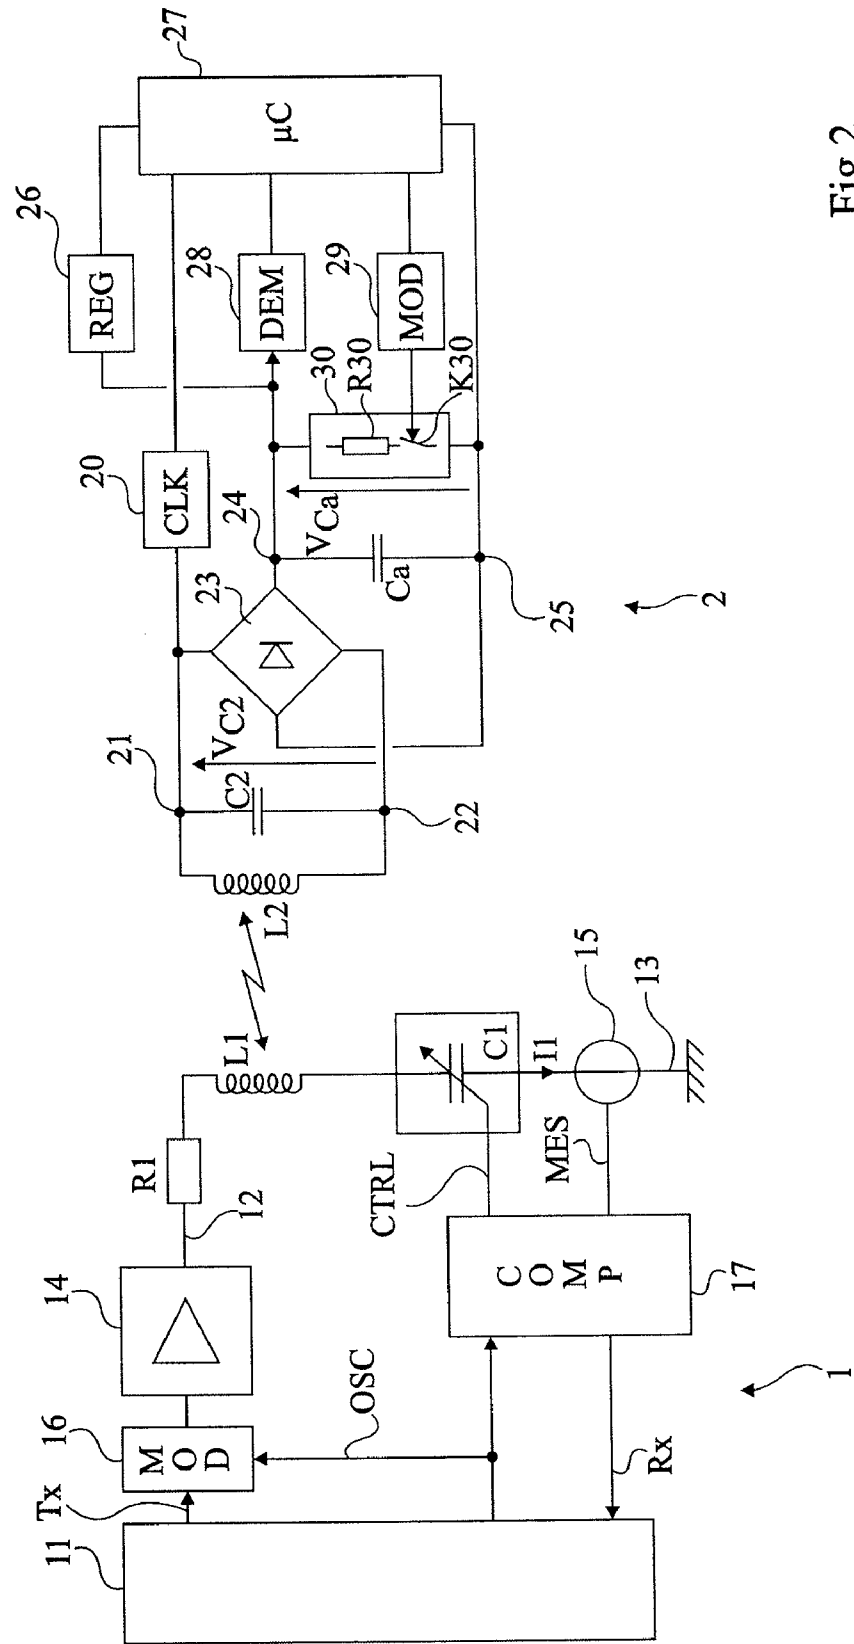 11
Tx
16
MOD
14
12
R1
L1
OSC
Rx
CTRL
COMP
17
C1
I1
MES
15
13
1
L2
21
C2
VC2
22
23
24
20
CLK
26
REG
28
DEM
29
MOD
30
R30
K30
VCa
Ca
25
27
µC
2
Fig 2